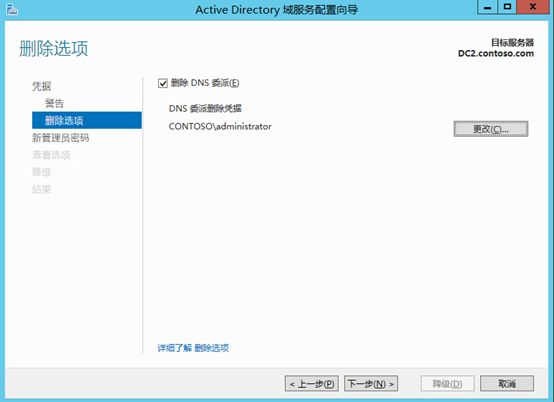 Active Directory 域服务配置向导
删除选项
目标服务器
DC2.contoso.com
凭据
警告
删除选项
新管理员密码
查看选项
降级
结果
删除 DNS 委派(E)
DNS 委派删除凭据
CONTOSO\administrator
更改(C)...
详细了解 删除选项
< 上一步(P)
下一步(N) >
降级(D)
取消